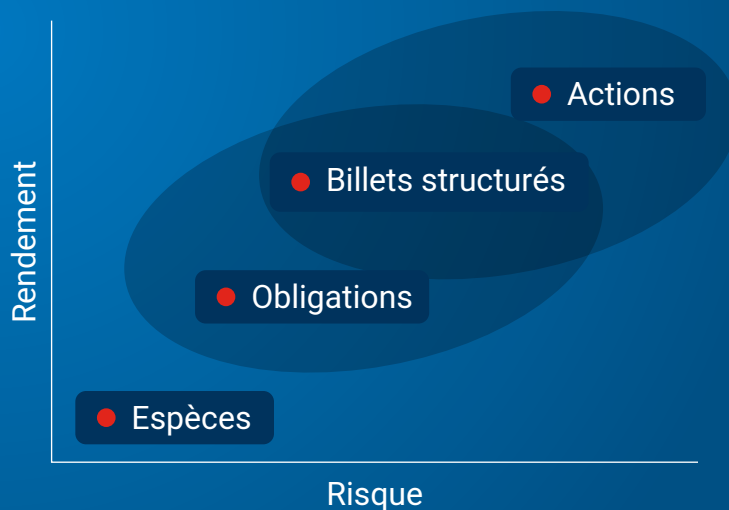 Actions
Billets structurés
Rendement
Obligations
Espèces
Risque